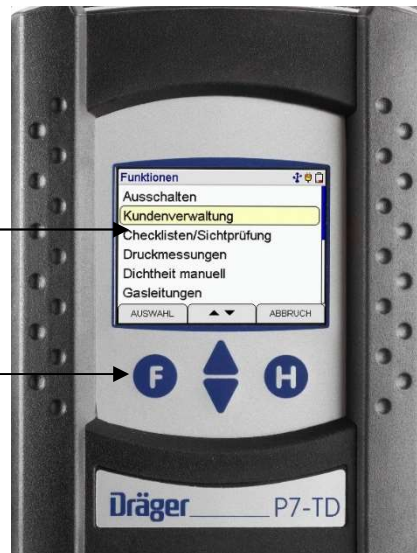 Funktionen
Ausschalten
Kundenverwaltung
Checklisten/Sichtprüfung
Druckmessungen
Dichtheit manuell
Gasleitungen
AUSWAHL ABBRUCH
F H
Dräger P7-TD